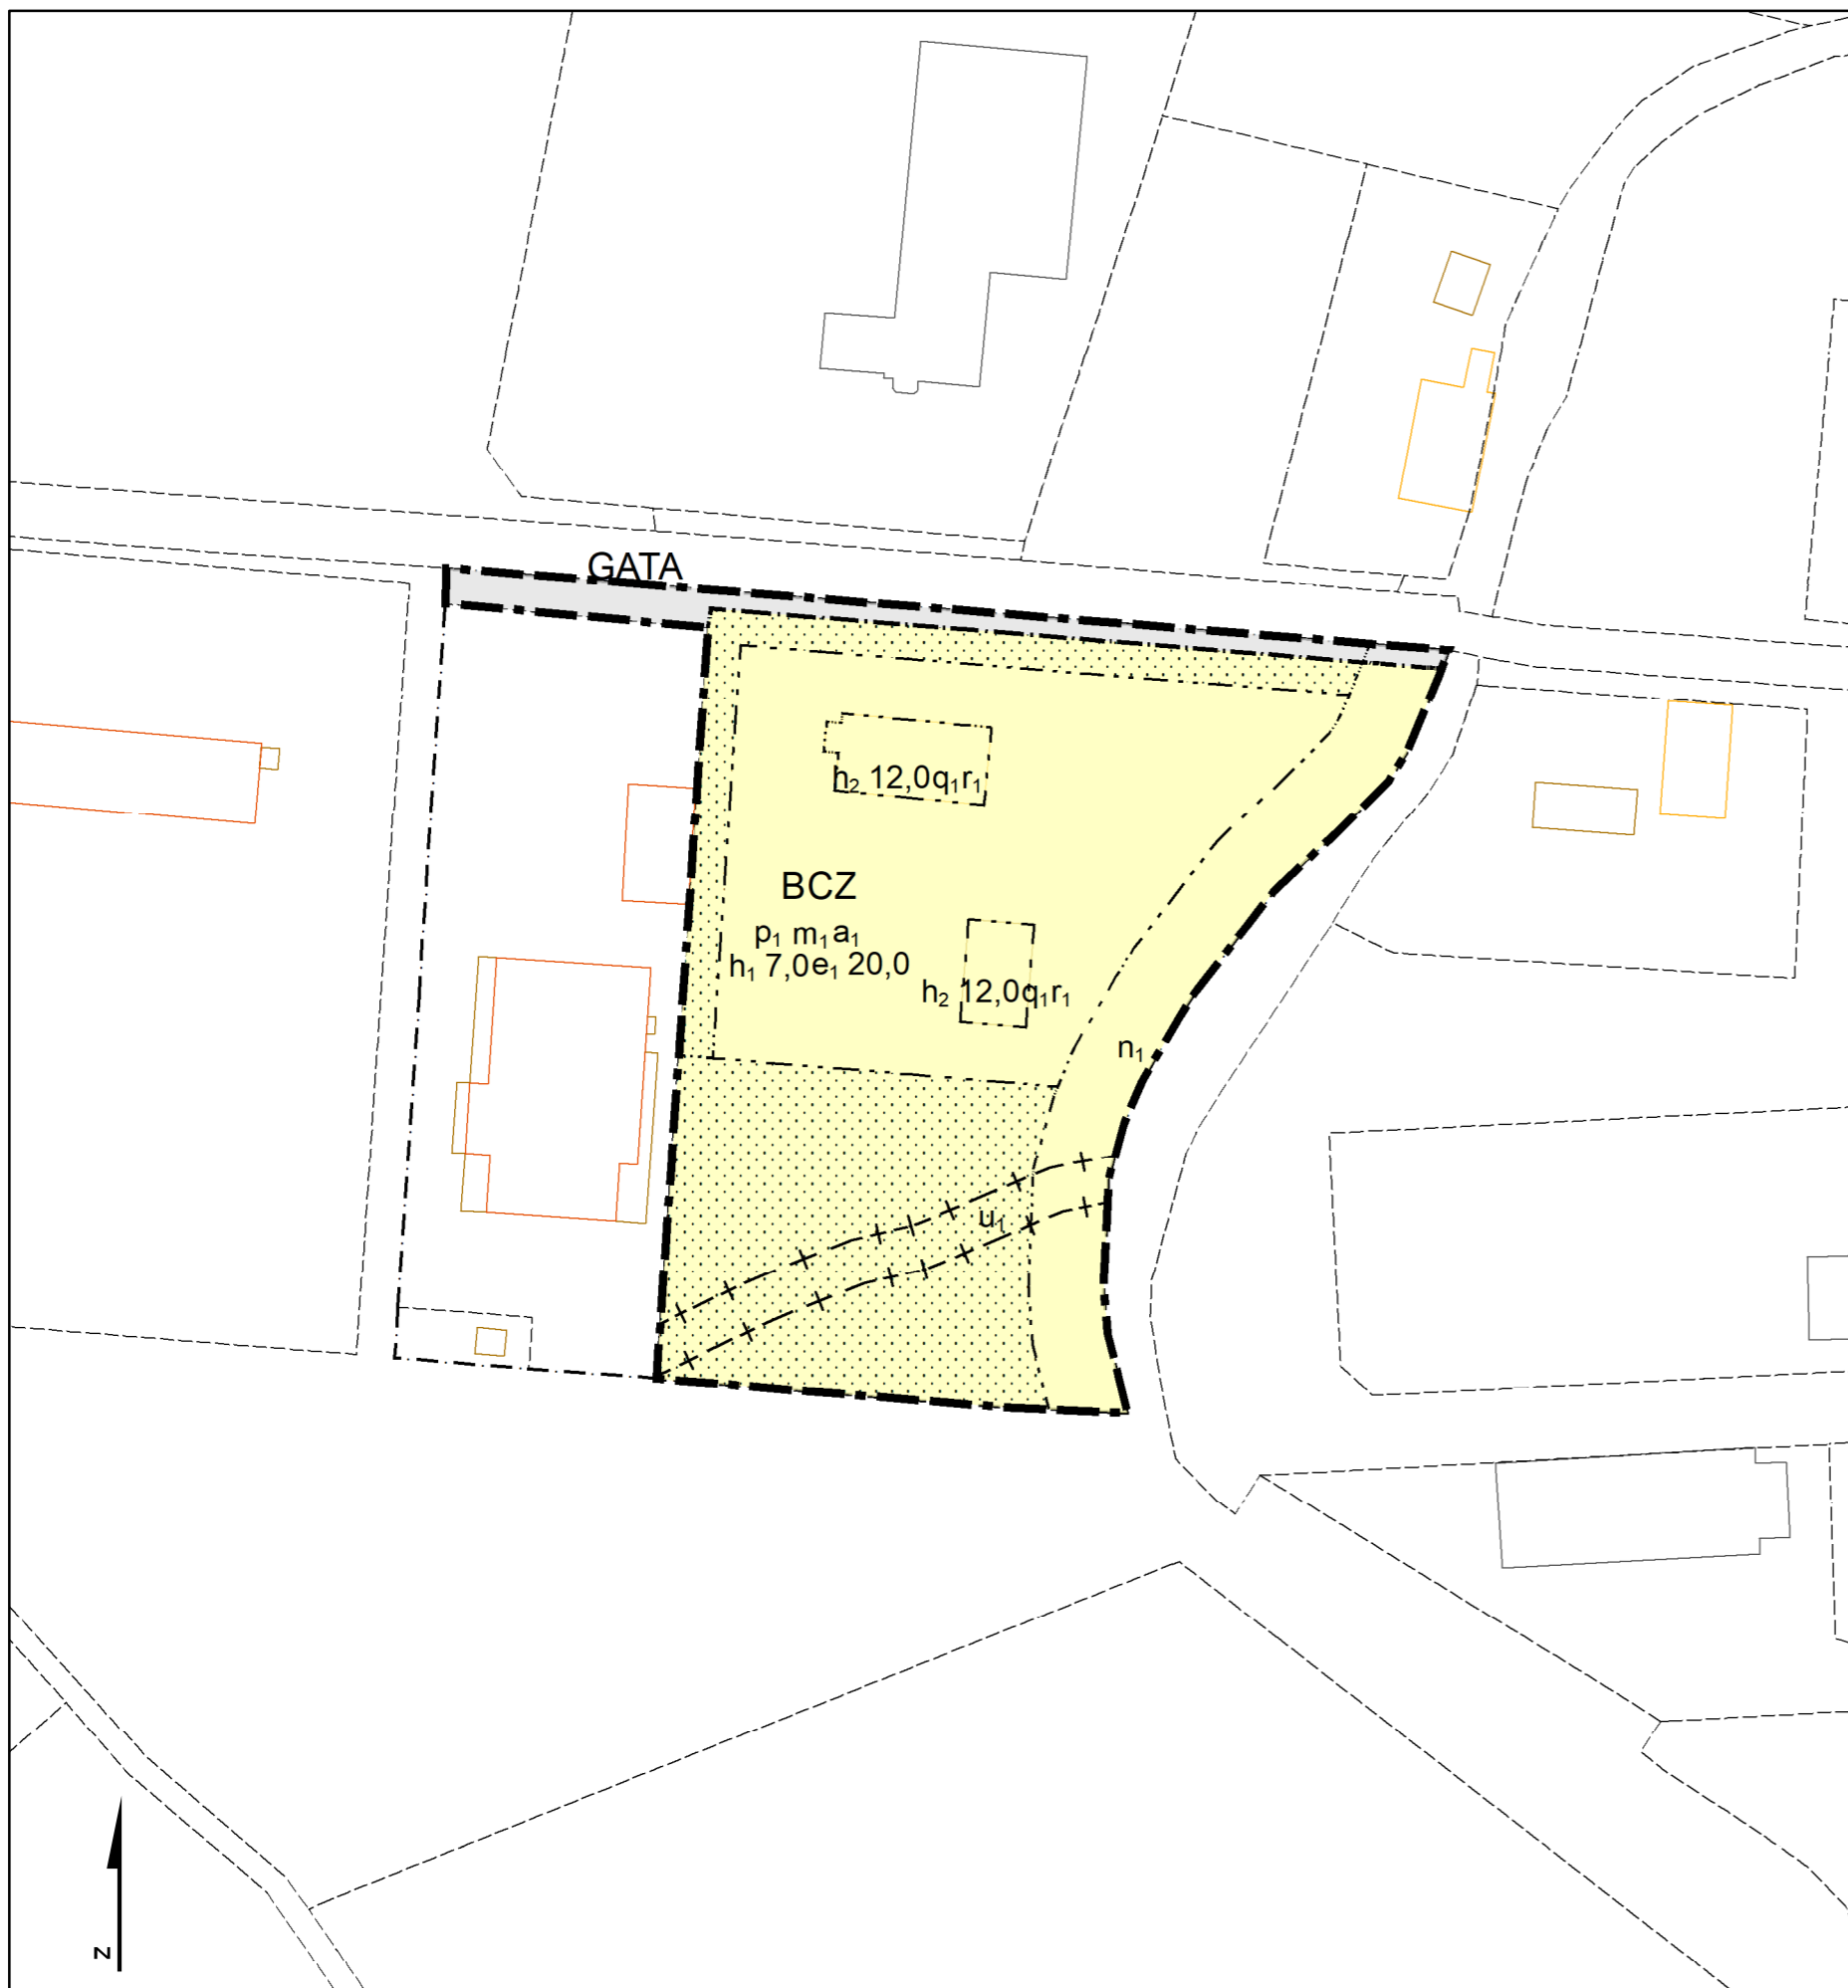 GATA
h₂ 12,0q₁r₁
BCZ
p₁ m₁a₁
h₁ 7,0e₁ 20,0
h₂ 12,0q₁r₁
n₁
u₁
N